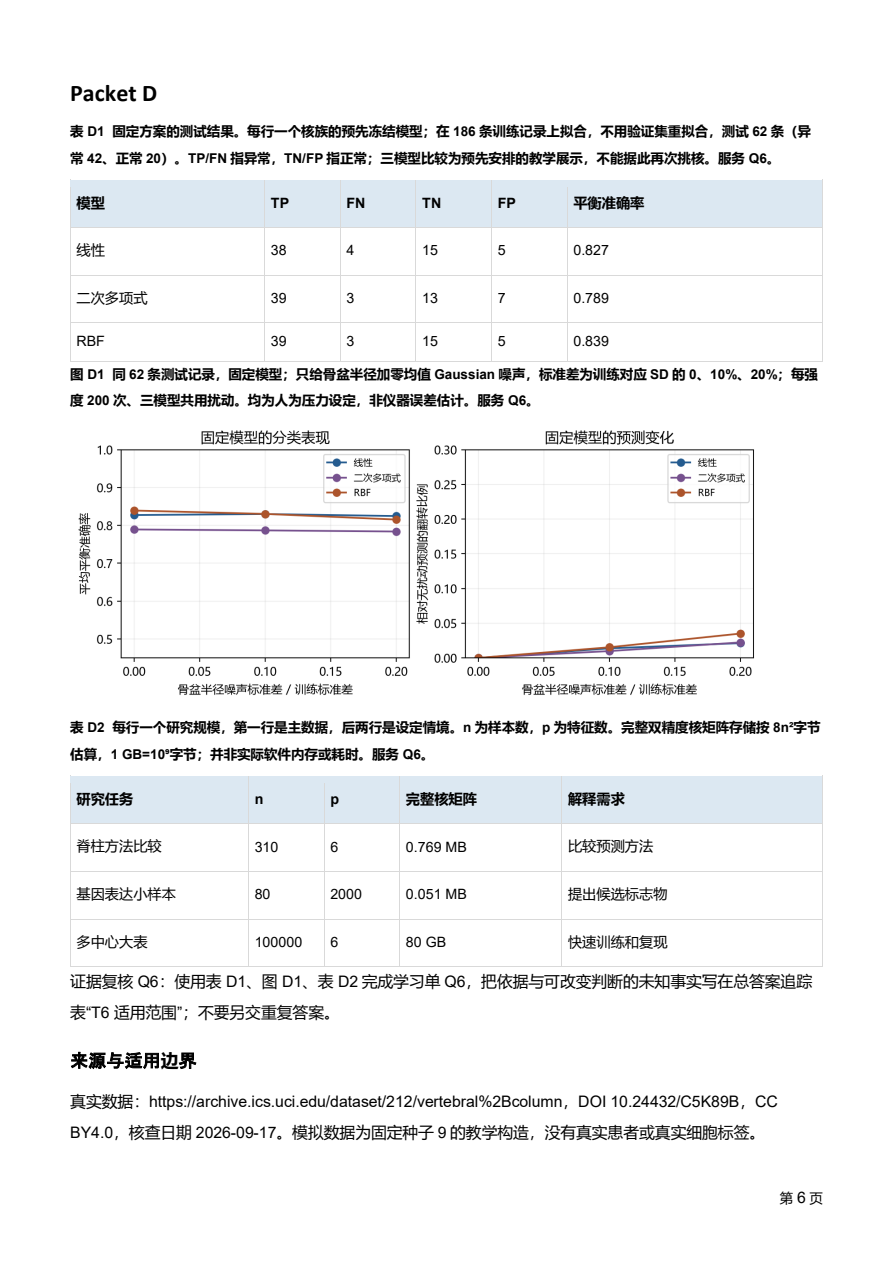 Packet D
表 D1 固定方案的测试结果。每行一个核族的预先冻结模型；在 186 条训练记录上拟合，不用验证集重拟合，测试 62 条（异
常 42、正常 20）。TP/FN 指异常，TN/FP 指正常；三模型比较为预先安排的教学展示，不能据此再次挑核。服务 Q6。
模型 TP FN TN FP 平衡准确率
线性 38 4 15 5 0.827
二次多项式 39 3 13 7 0.789
RBF 39 3 15 5 0.839
图 D1 同 62 条测试记录，固定模型；只给骨盆半径加零均值 Gaussian 噪声，标准差为训练对应 SD 的 0、10%、20%；每强
度 200 次、三模型共用扰动。均为人为压力设定，非仪器误差估计。服务 Q6。
固定模型的分类表现
平均平衡准确率
1.0
0.9
0.8
0.7
0.6
0.5
线性
二次多项式
RBF
0.00 0.05 0.10 0.15 0.20
骨盆半径噪声标准差 / 训练标准差
固定模型的预测变化
相对无扰动预测的翻转比例
0.30
0.25
0.20
0.15
0.10
0.05
0.00
线性
二次多项式
RBF
0.00 0.05 0.10 0.15 0.20
骨盆半径噪声标准差 / 训练标准差
表 D2 每行一个研究规模，第一行是主数据，后两行是设定情境。n 为样本数，p 为特征数。完整双精度核矩阵存储按 8n²字节
估算，1 GB=10⁹字节；并非实际软件内存或耗时。服务 Q6。
研究任务 n p 完整核矩阵 解释需求
脊柱方法比较 310 6 0.769 MB 比较预测方法
基因表达小样本 80 2000 0.051 MB 提出候选标志物
多中心大表 100000 6 80 GB 快速训练和复现
证据复核 Q6：使用表 D1、图 D1、表 D2 完成学习单 Q6，把依据与可改变判断的未知事实写在总答案追踪
表“T6 适用范围”；不要另交重复答案。
来源与适用边界
真实数据：https://archive.ics.uci.edu/dataset/212/vertebral%2Bcolumn，DOI 10.24432/C5K89B，CC
BY4.0，核查日期 2026-09-17。模拟数据为固定种子 9 的教学构造，没有真实患者或真实细胞标签。
第 6 页